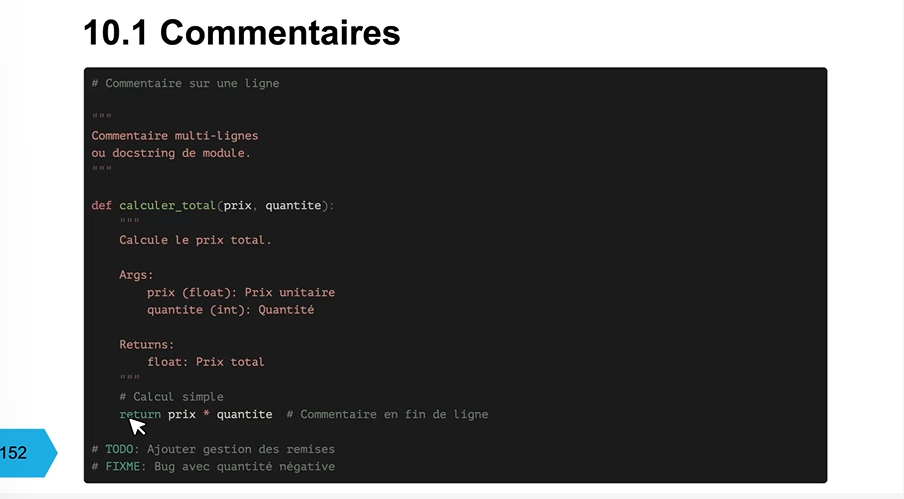 10.1 Commentaires
# Commentaire sur une ligne
"""
Commentaire multi-lignes
ou docstring de module.
"""
def calculer_total(prix, quantite):
"""
Calcule le prix total.
Args:
prix (float): Prix unitaire
quantite (int): Quantité
Returns:
float: Prix total
"""
# Calcul simple
return prix * quantite  # Commentaire en fin de ligne
# TODO: Ajouter gestion des remises
# FIXME: Bug avec quantité négative
152